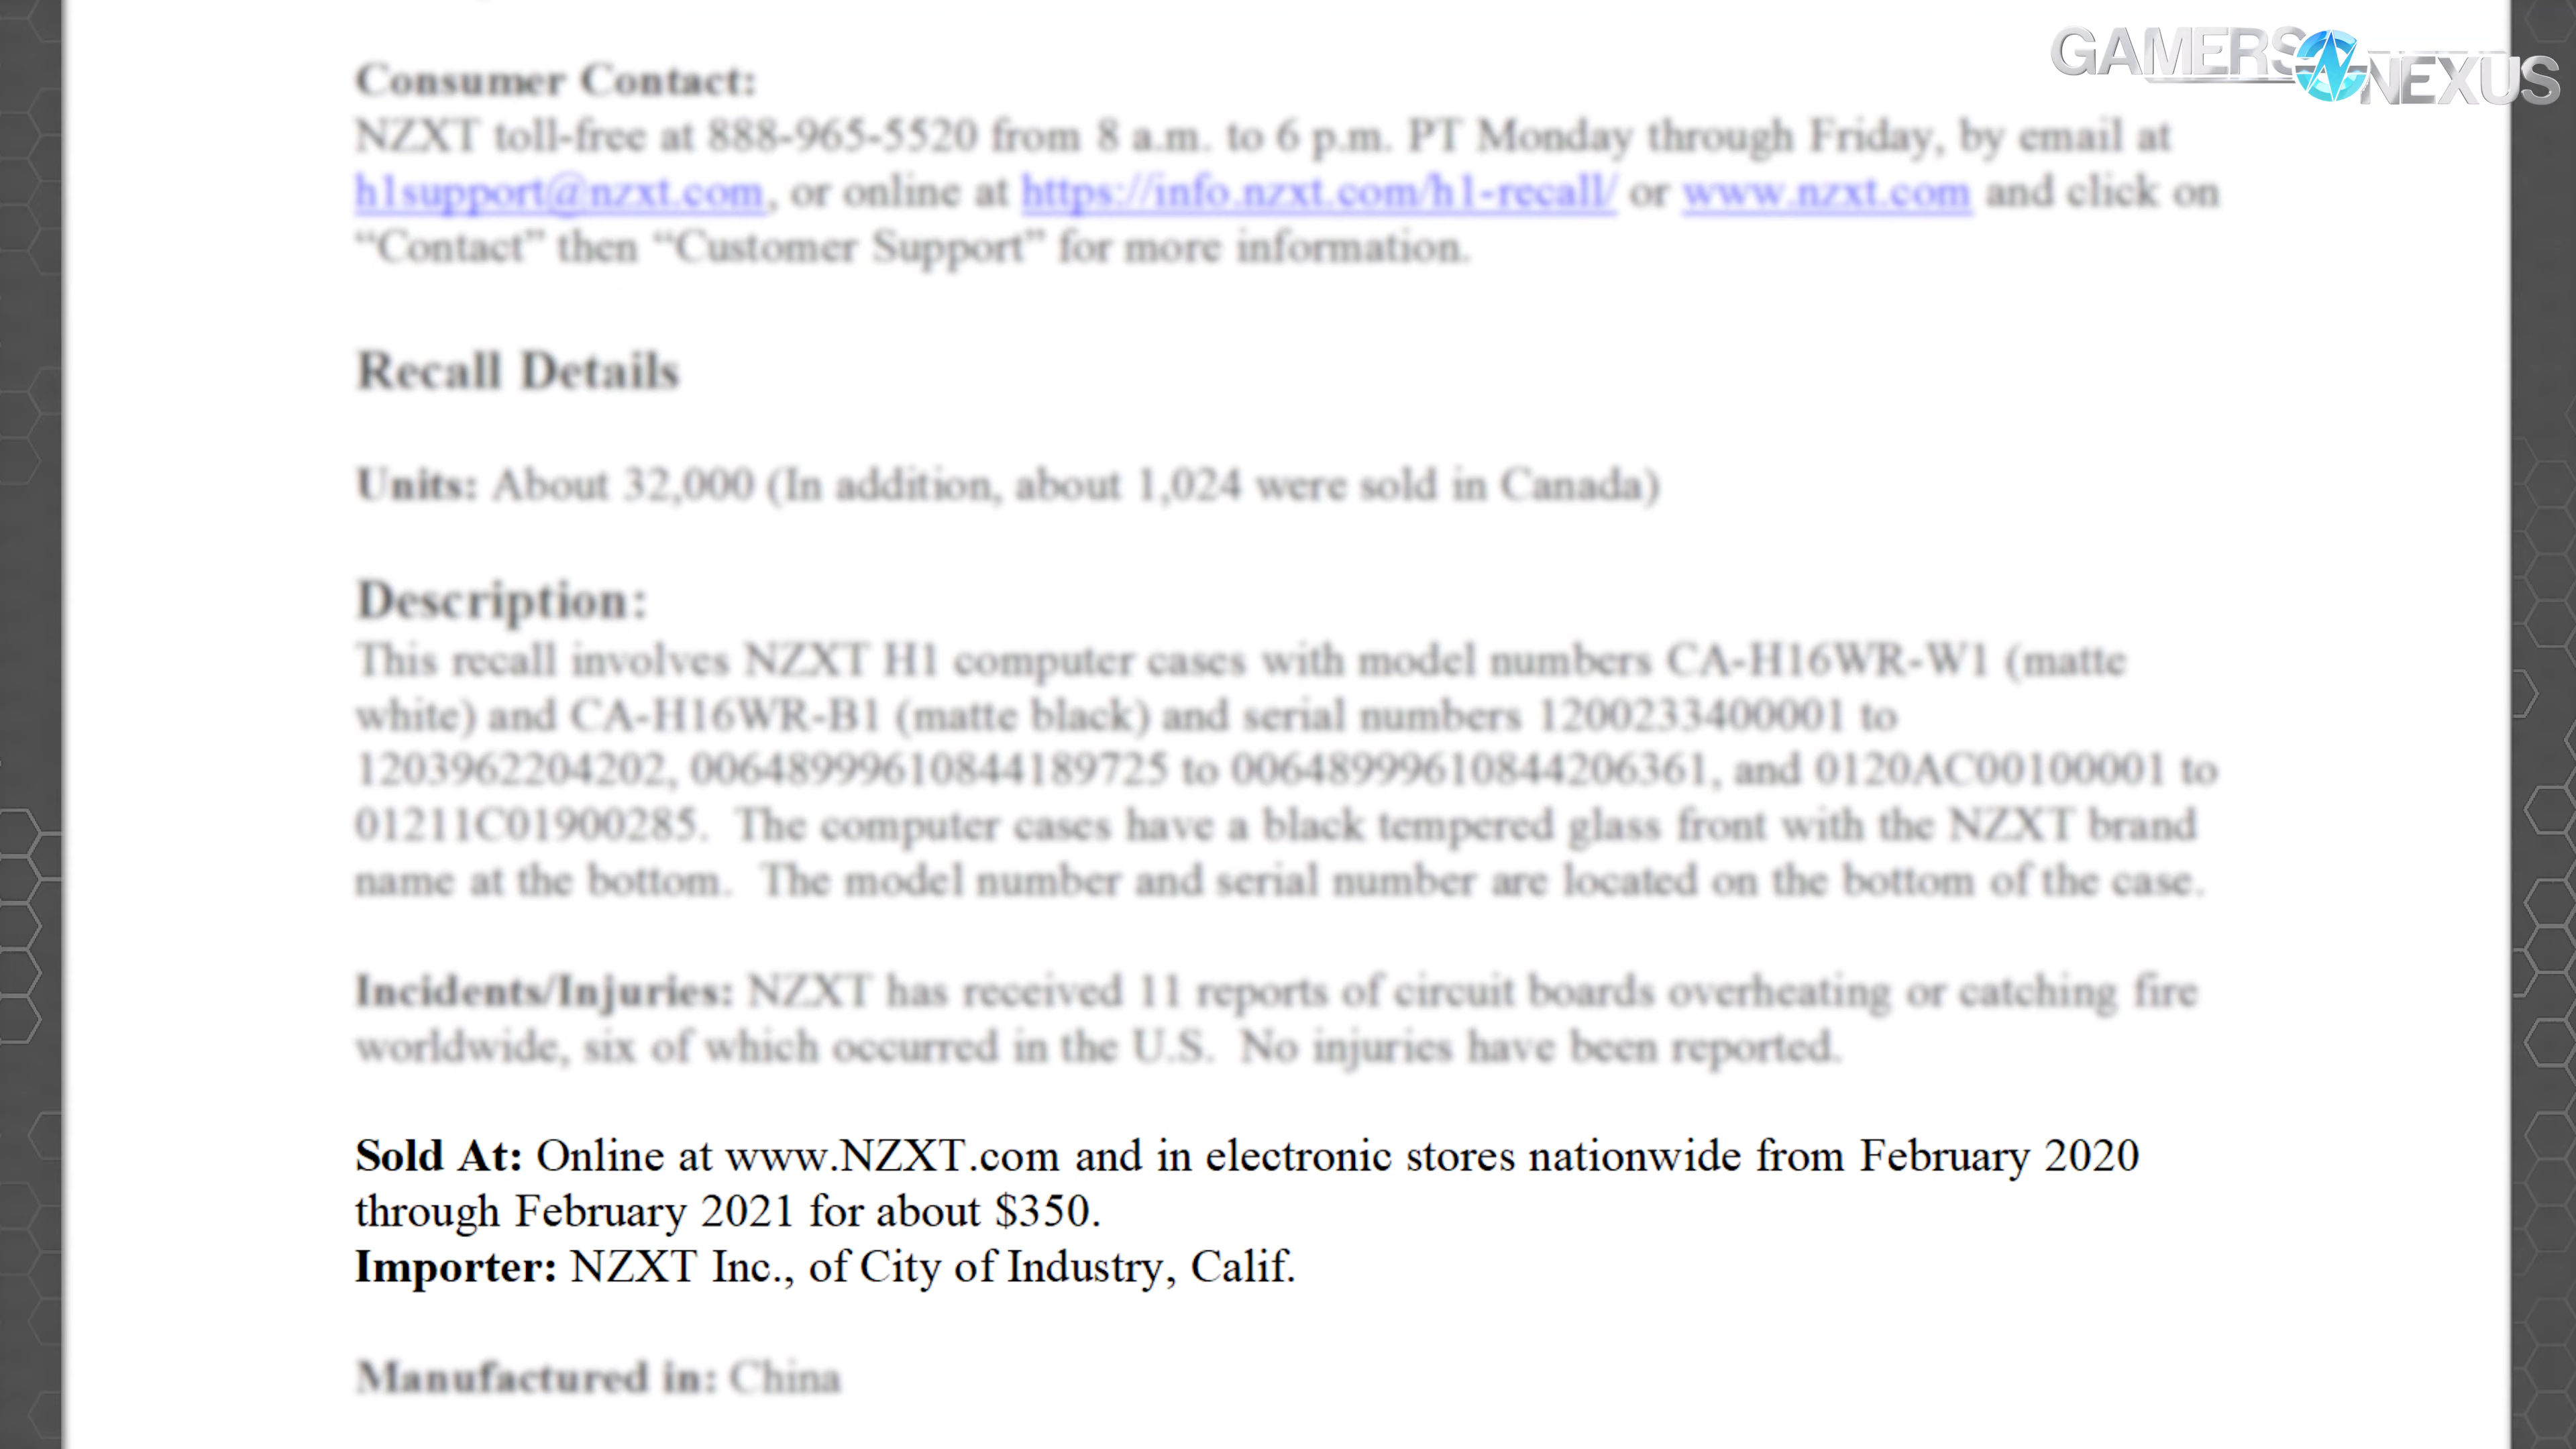 GAMERS NEXUS
Consumer Contact:
NZXT toll-free at 888-965-5520 from 8 a.m. to 6 p.m. PT Monday through Friday, by email at
h1support@nzxt.com, or online at https://info.nzxt.com/h1-recall/ or www.nzxt.com and click on
“Contact” then “Customer Support” for more information.
Recall Details
Units: About 32,000 (In addition, about 1,024 were sold in Canada)
Description:
This recall involves NZXT H1 computer cases with model numbers CA-H16WR-W1 (matte
white) and CA-H16WR-B1 (matte black) and serial numbers 1200233400001 to
1203962204202, 00648999610844189725 to 00648999610844206361, and 0120AC00100001 to
01211C01900285.  The computer cases have a black tempered glass front with the NZXT brand
name at the bottom.  The model number and serial number are located on the bottom of the case.
Incidents/Injuries: NZXT has received 11 reports of circuit boards overheating or catching fire
worldwide, six of which occurred in the U.S.  No injuries have been reported.
Sold At: Online at www.NZXT.com and in electronic stores nationwide from February 2020
through February 2021 for about $350.
Importer: NZXT Inc., of City of Industry, Calif.
Manufactured in: China